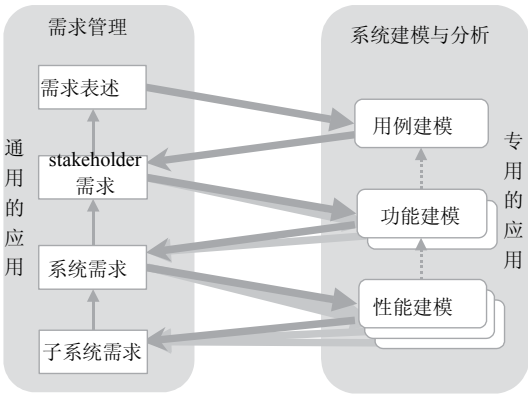 需求管理
系统建模与分析
需求表述
用例建模
stakeholder
需求
功能建模
系统需求
性能建模
子系统需求
通用的应用
专用的应用